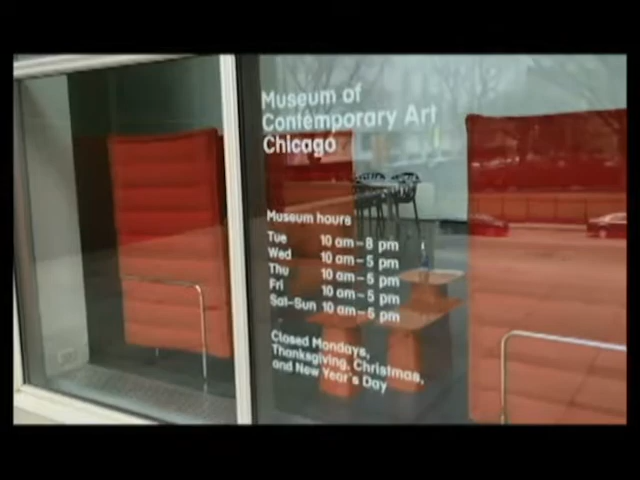 Museum of
Contemporary Art
Chicago
Museum hours
Tue 10 am – 8 pm
Wed 10 am – 5 pm
Thu 10 am – 5 pm
Fri 10 am – 5 pm
Sat–Sun 10 am – 5 pm
Closed Mondays,
Thanksgiving, Christmas,
and New Year's Day